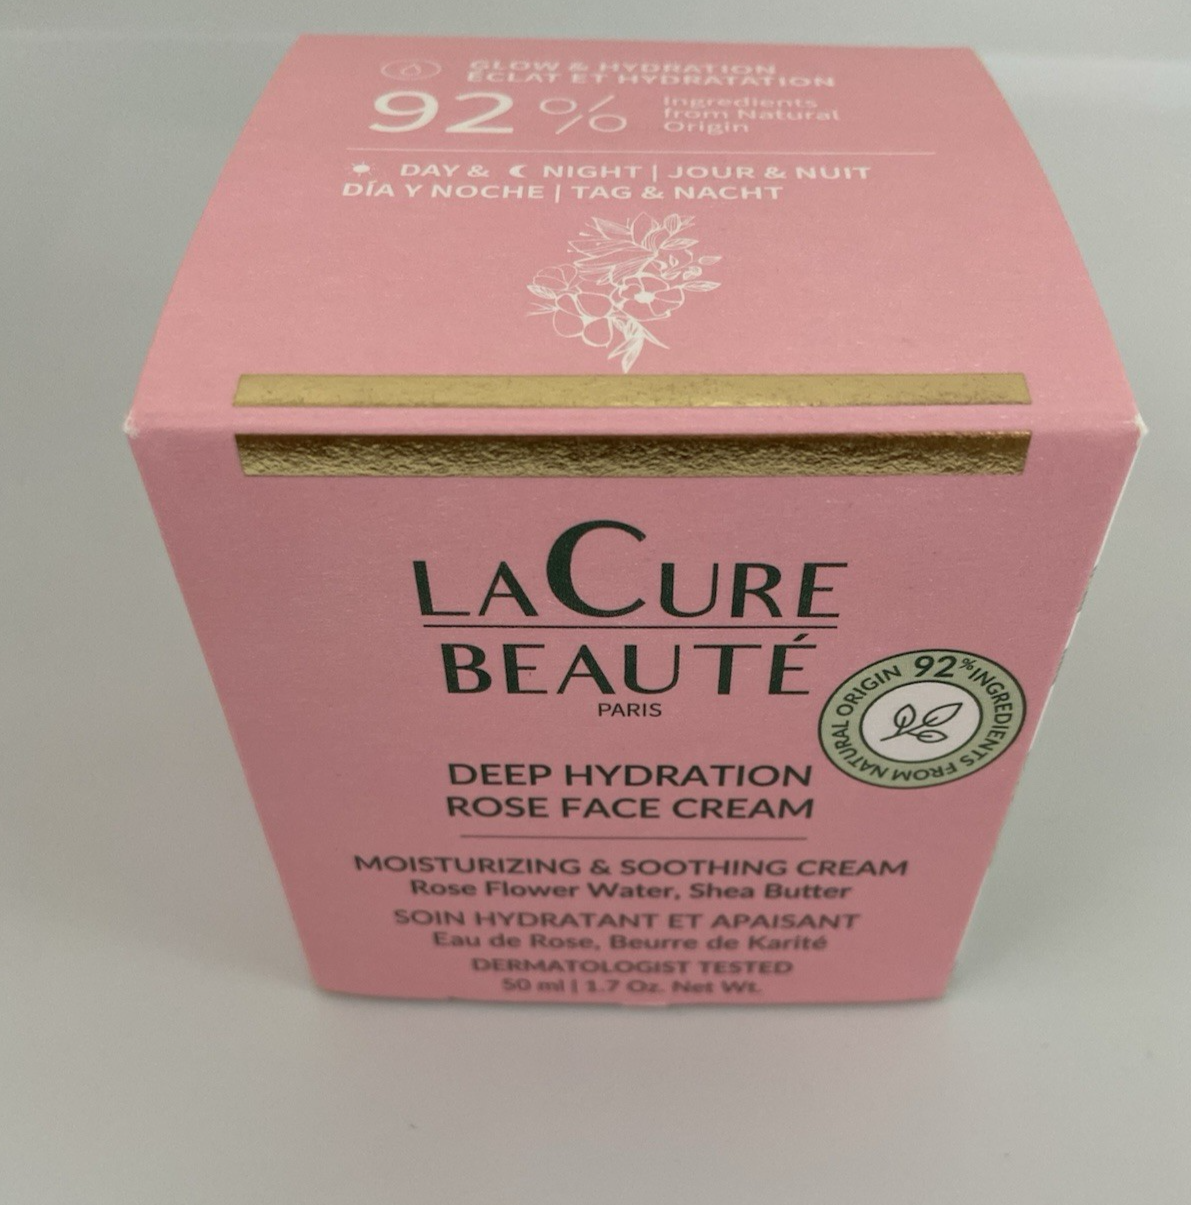 GLOW & HYDRATION
ÉCLAT ET HYDRATATION
92% Ingredients
from Natural
Origin
DAY & NIGHT | JOUR & NUIT
DÍA Y NOCHE | TAG & NACHT
LACURE
BEAUTÉ
PARIS
92% INGREDIENTS FROM NATURAL ORIGIN
DEEP HYDRATION
ROSE FACE CREAM
MOISTURIZING & SOOTHING CREAM
Rose Flower Water, Shea Butter
SOIN HYDRATANT ET APAISANT
Eau de Rose, Beurre de Karité
DERMATOLOGIST TESTED
50 ml | 1.7 Oz. Net Wt.